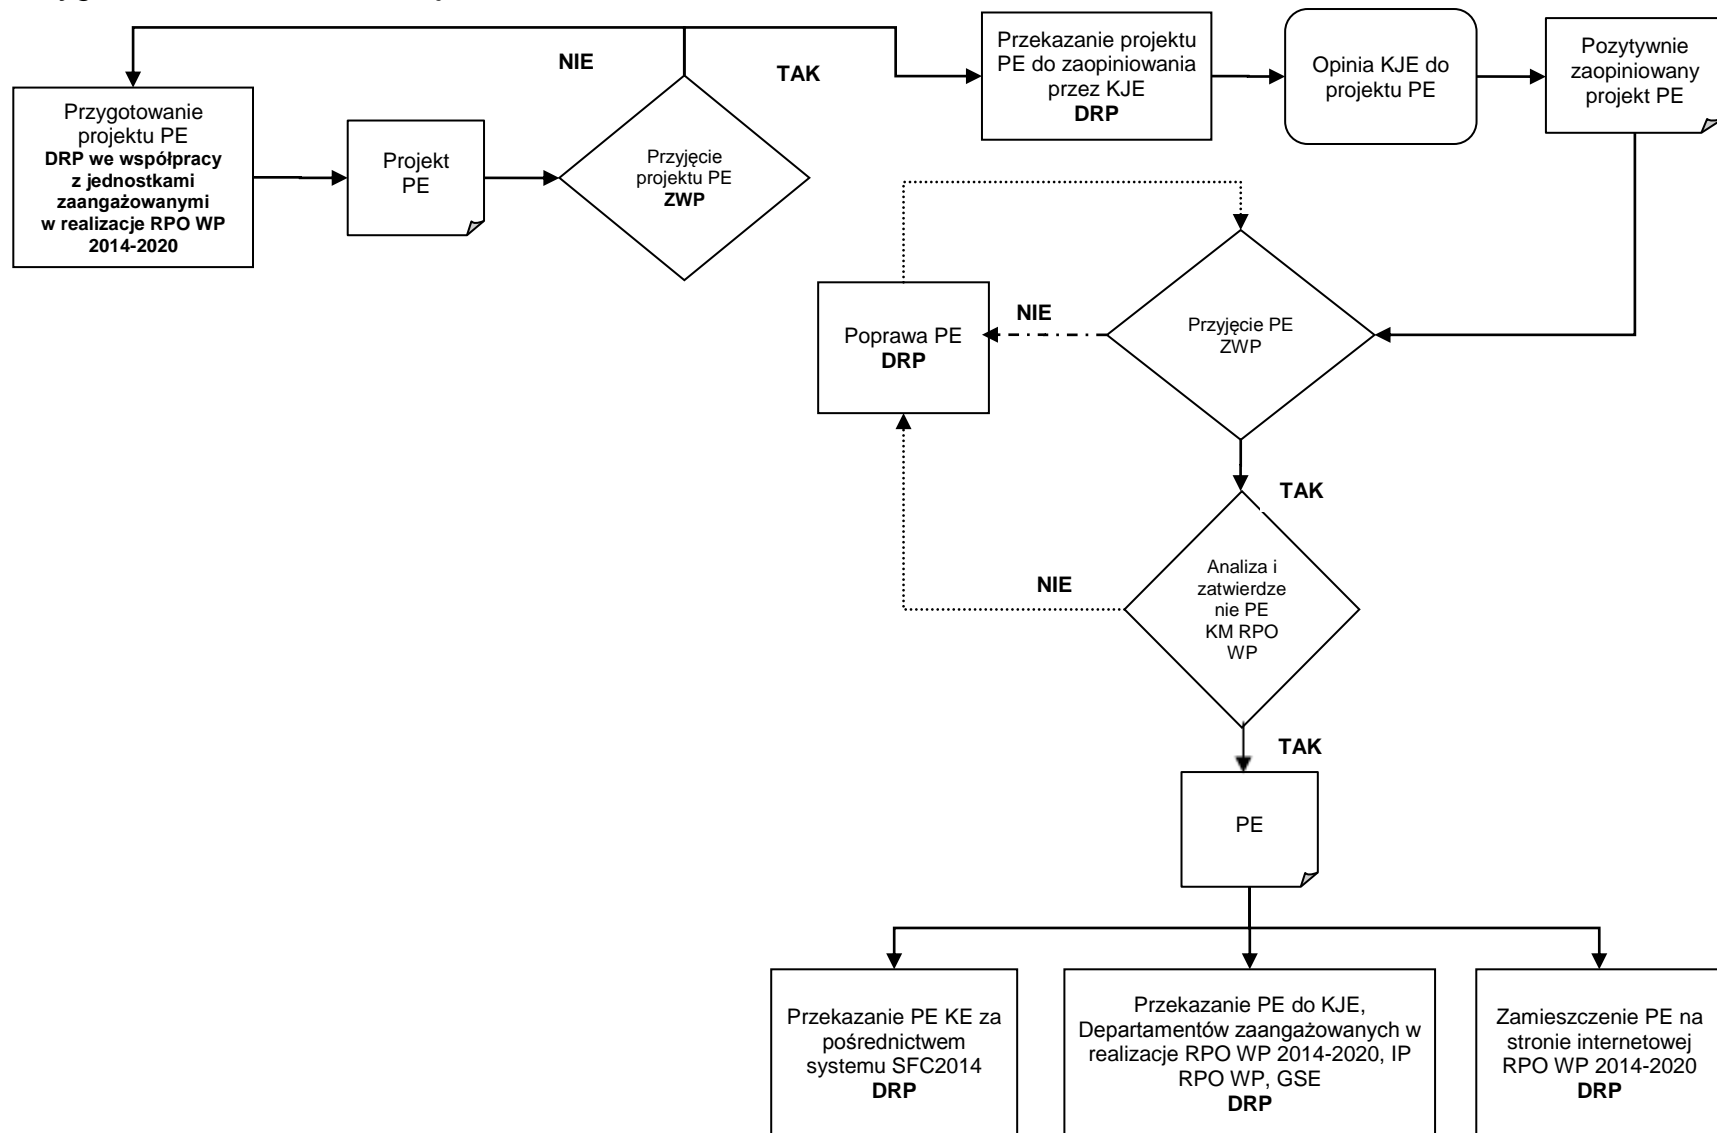 NIE
TAK
Przekazanie projektu
PE do zaopiniowania
przez KJE
DRP
Opinia KJE do
projektu PE
Pozytywnie
zaopiniowany
projekt PE
Przygotowanie
projektu PE
DRP we współpracy
z jednostkami
zaangażowanymi
w realizacje RPO WP
2014-2020
Projekt
PE
Przyjęcie
projektu PE
ZWP
Poprawa PE
DRP
NIE
Przyjęcie PE
ZWP
TAK
NIE
Analiza i
zatwierdze
nie PE
KM RPO
WP
TAK
PE
Przekazanie PE KE za
pośrednictwem
systemu SFC2014
DRP
Przekazanie PE do KJE,
Departamentów zaangażowanych w
realizacje RPO WP 2014-2020, IP
RPO WP, GSE
DRP
Zamieszczenie PE na
stronie internetowej
RPO WP 2014-2020
DRP